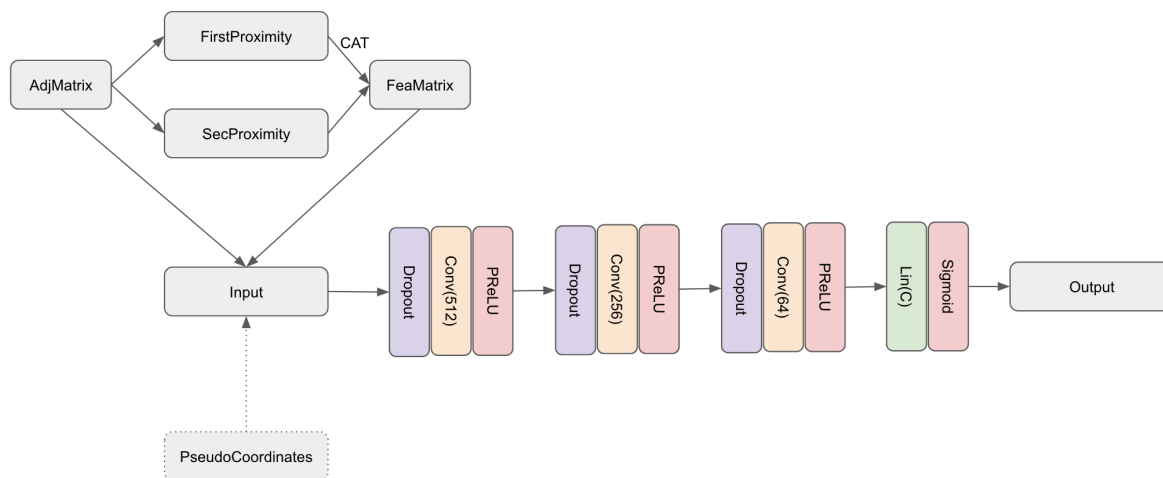 FirstProximity
CAT
AdjMatrix
FeaMatrix
SecProximity
Input
Dropout
Conv(512)
PReLU
Dropout
Conv(256)
PReLU
Dropout
Conv(64)
PReLU
Lin(C)
Sigmoid
Output
PseudoCoordinates